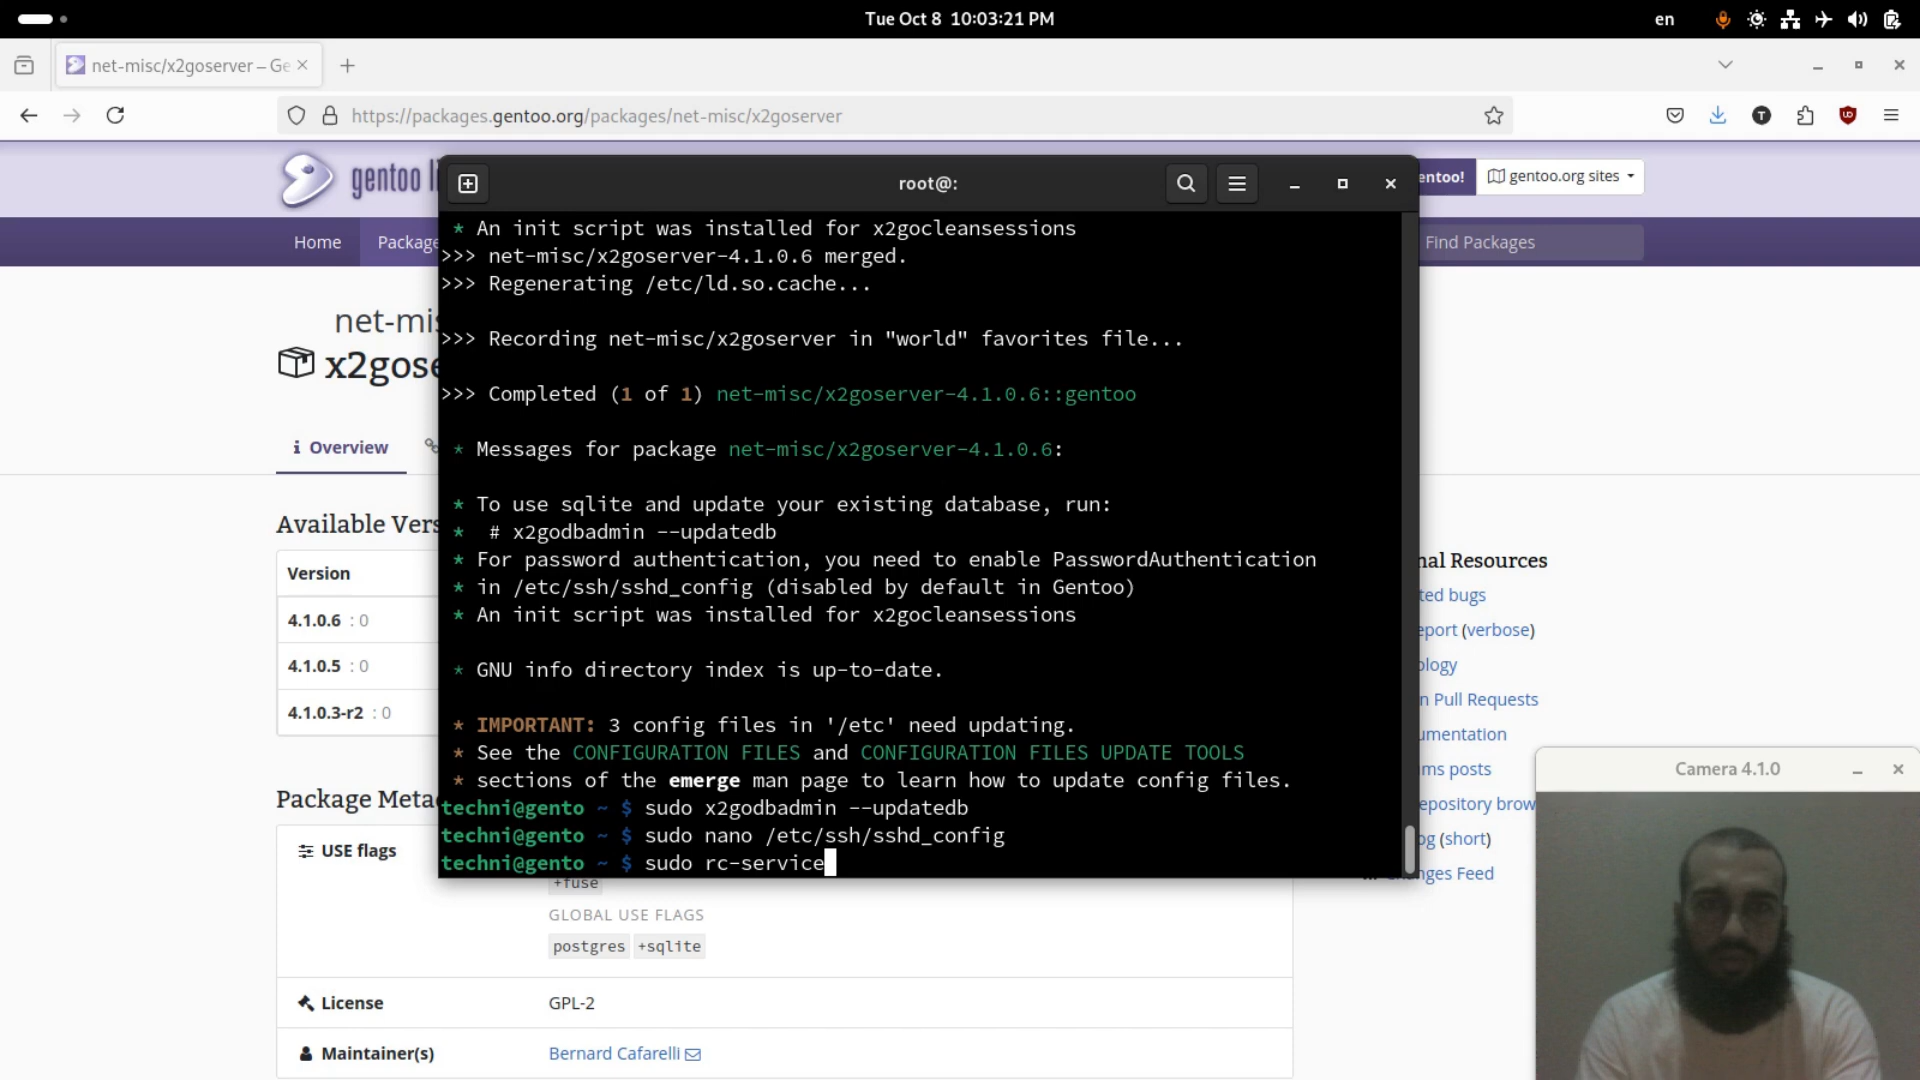 Tue Oct 8 10:03:21 PM
en
net-misc/x2goserver – Ge
https://packages.gentoo.org/packages/net-misc/x2goserver
gentoo li
entoo!
gentoo.org sites
Home
Package
Find Packages
net-mis
x2gose
Overview
Available Vers
Version
4.1.0.6 : 0
4.1.0.5 : 0
4.1.0.3-r2 : 0
Package Meta
USE flags
+fuse
GLOBAL USE FLAGS
postgres +sqlite
License
GPL-2
Maintainer(s)
Bernard Cafarelli
root@:
* An init script was installed for x2gocleansessions
>>> net-misc/x2goserver-4.1.0.6 merged.
>>> Regenerating /etc/ld.so.cache...
>>> Recording net-misc/x2goserver in "world" favorites file...
>>> Completed (1 of 1) net-misc/x2goserver-4.1.0.6::gentoo
* Messages for package net-misc/x2goserver-4.1.0.6:
* To use sqlite and update your existing database, run:
* # x2godbadmin --updatedb
* For password authentication, you need to enable PasswordAuthentication
* in /etc/ssh/sshd_config (disabled by default in Gentoo)
* An init script was installed for x2gocleansessions
* GNU info directory index is up-to-date.
* IMPORTANT: 3 config files in '/etc' need updating.
* See the CONFIGURATION FILES and CONFIGURATION FILES UPDATE TOOLS
* sections of the emerge man page to learn how to update config files.
techni@gento ~ $ sudo x2godbadmin --updatedb
techni@gento ~ $ sudo nano /etc/ssh/sshd_config
techni@gento ~ $ sudo rc-service
nal Resources
ted bugs
eport (verbose)
ology
n Pull Requests
umentation
ms posts
epository brow
og (short)
hanges Feed
Camera 4.1.0